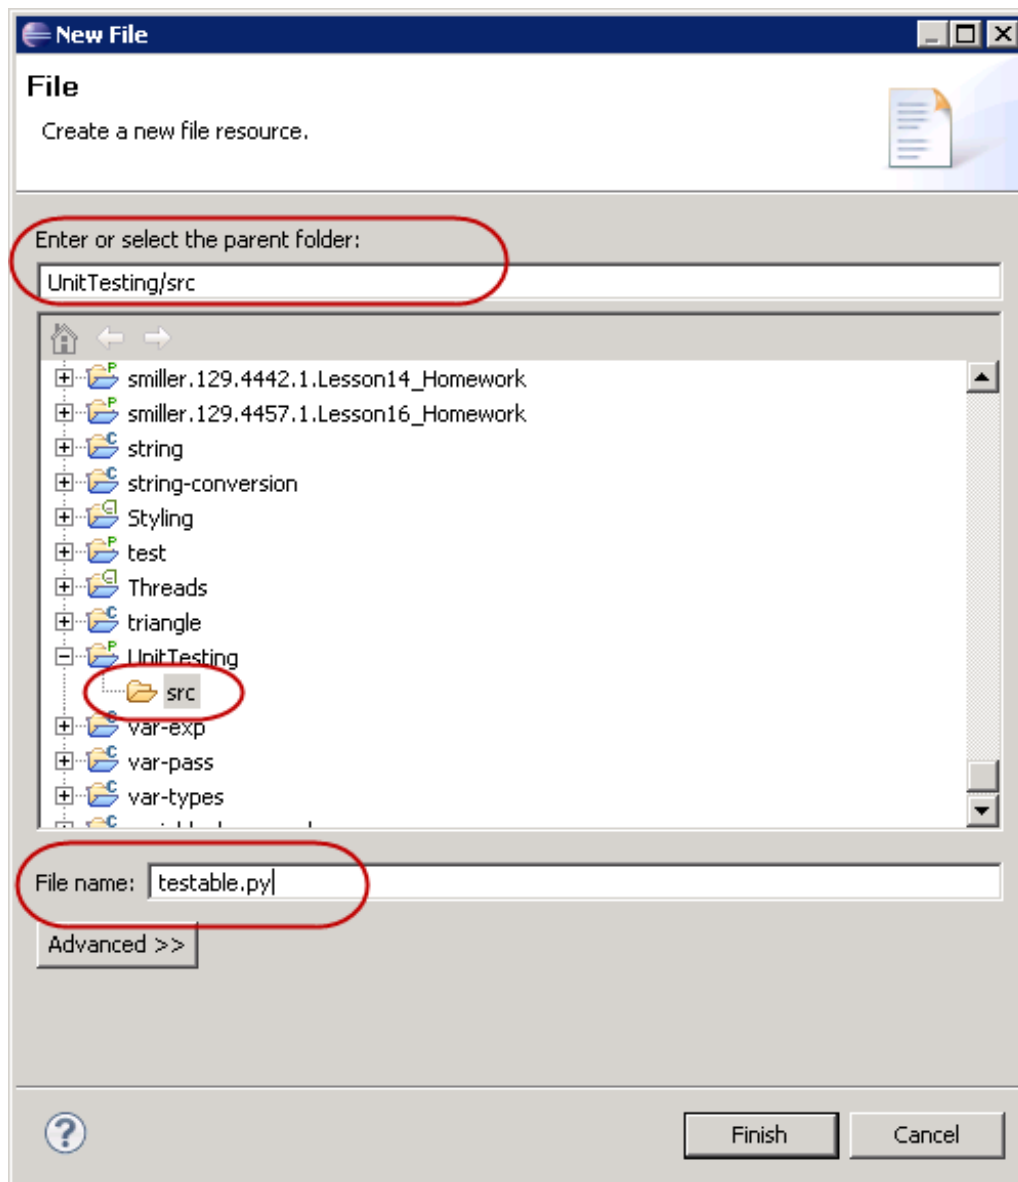 New File
File
Create a new file resource.
Enter or select the parent folder:
UnitTesting/src
smiller.129.4442.1.Lesson14_Homework
smiller.129.4457.1.Lesson16_Homework
string
string-conversion
Styling
test
Threads
triangle
UnitTesting
src
var-exp
var-pass
var-types
File name: testable.py
Advanced >>
Finish Cancel